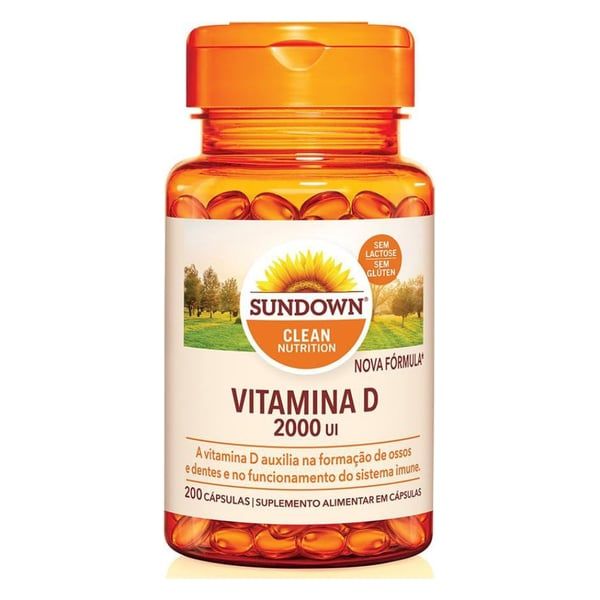 SEM
LACTOSE
SEM
GLÚTEN
SUNDOWN®
CLEAN
NUTRITION
NOVA FÓRMULA*
VITAMINA D
2000 UI
A vitamina D auxilia na formação de ossos
e dentes e no funcionamento do sistema imune.
200 CÁPSULAS | SUPLEMENTO ALIMENTAR EM CÁPSULAS